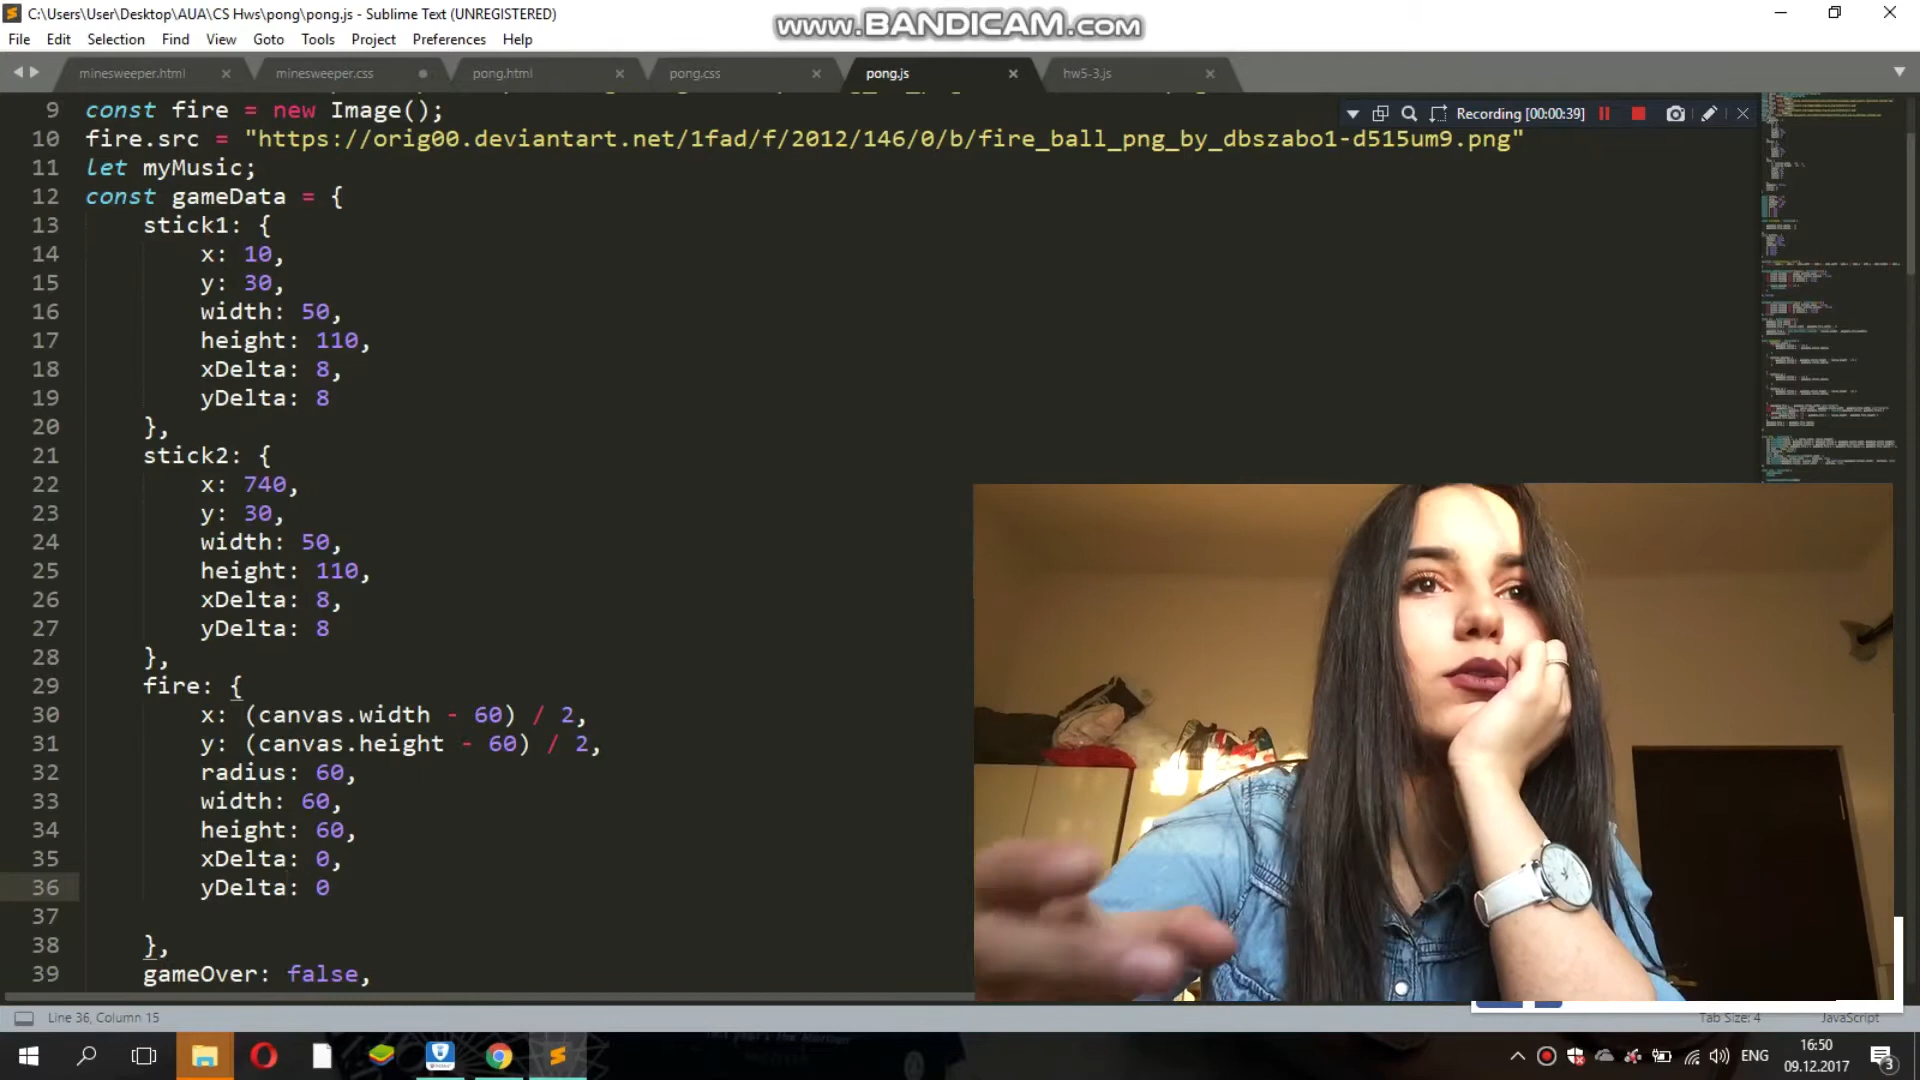 C:\Users\User\Desktop\AUA\CS Hws\pong\pong.js - Sublime Text (UNREGISTERED)
www.BANDICAM.com
File Edit Selection Find View Goto Tools Project Preferences Help
minesweeper.html minesweeper.css pong.html pong.css pong.js hw5-3.js
9 const fire = new Image();
Recording [00:00:39]
10 fire.src = "https://orig00.deviantart.net/1fad/f/2012/146/0/b/fire_ball_png_by_dbszabo1-d515um9.png"
11 let myMusic;
12 const gameData = {
13 stick1: {
14 x: 10,
15 y: 30,
16 width: 50,
17 height: 110,
18 xDelta: 8,
19 yDelta: 8
20 },
21 stick2: {
22 x: 740,
23 y: 30,
24 width: 50,
25 height: 110,
26 xDelta: 8,
27 yDelta: 8
28 },
29 fire: {
30 x: (canvas.width - 60) / 2,
31 y: (canvas.height - 60) / 2,
32 radius: 60,
33 width: 60,
34 height: 60,
35 xDelta: 0,
36 yDelta: 0
37
38 },
39 gameOver: false,
Line 36, Column 15 Tab Size: 4 JavaScript
ENG 16:50
09.12.2017
3